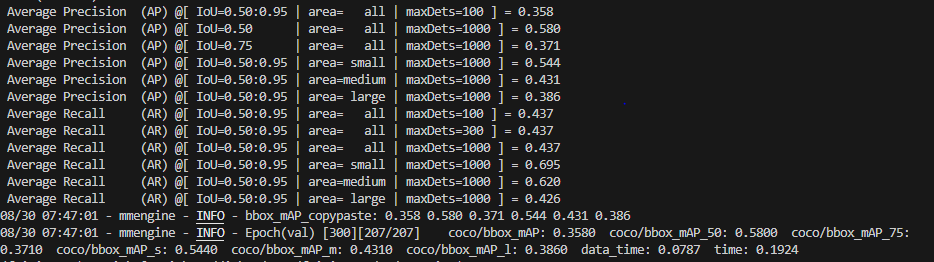 Average Precision  (AP) @[ IoU=0.50:0.95 | area=   all | maxDets=100 ] = 0.358
Average Precision  (AP) @[ IoU=0.50      | area=   all | maxDets=1000 ] = 0.580
Average Precision  (AP) @[ IoU=0.75      | area=   all | maxDets=1000 ] = 0.371
Average Precision  (AP) @[ IoU=0.50:0.95 | area= small | maxDets=1000 ] = 0.544
Average Precision  (AP) @[ IoU=0.50:0.95 | area=medium | maxDets=1000 ] = 0.431
Average Precision  (AP) @[ IoU=0.50:0.95 | area= large | maxDets=1000 ] = 0.386
Average Recall     (AR) @[ IoU=0.50:0.95 | area=   all | maxDets=100 ] = 0.437
Average Recall     (AR) @[ IoU=0.50:0.95 | area=   all | maxDets=300 ] = 0.437
Average Recall     (AR) @[ IoU=0.50:0.95 | area=   all | maxDets=1000 ] = 0.437
Average Recall     (AR) @[ IoU=0.50:0.95 | area= small | maxDets=1000 ] = 0.695
Average Recall     (AR) @[ IoU=0.50:0.95 | area=medium | maxDets=1000 ] = 0.620
Average Recall     (AR) @[ IoU=0.50:0.95 | area= large | maxDets=1000 ] = 0.426
08/30 07:47:01 - mmengine - INFO - bbox_mAP_copypaste: 0.358 0.580 0.371 0.544 0.431 0.386
08/30 07:47:01 - mmengine - INFO - Epoch(val) [300][207/207]    coco/bbox_mAP: 0.3580  coco/bbox_mAP_50: 0.5800  coco/bbox_mAP_75:
0.3710  coco/bbox_mAP_s: 0.5440  coco/bbox_mAP_m: 0.4310  coco/bbox_mAP_l: 0.3860  data_time: 0.0787  time: 0.1924